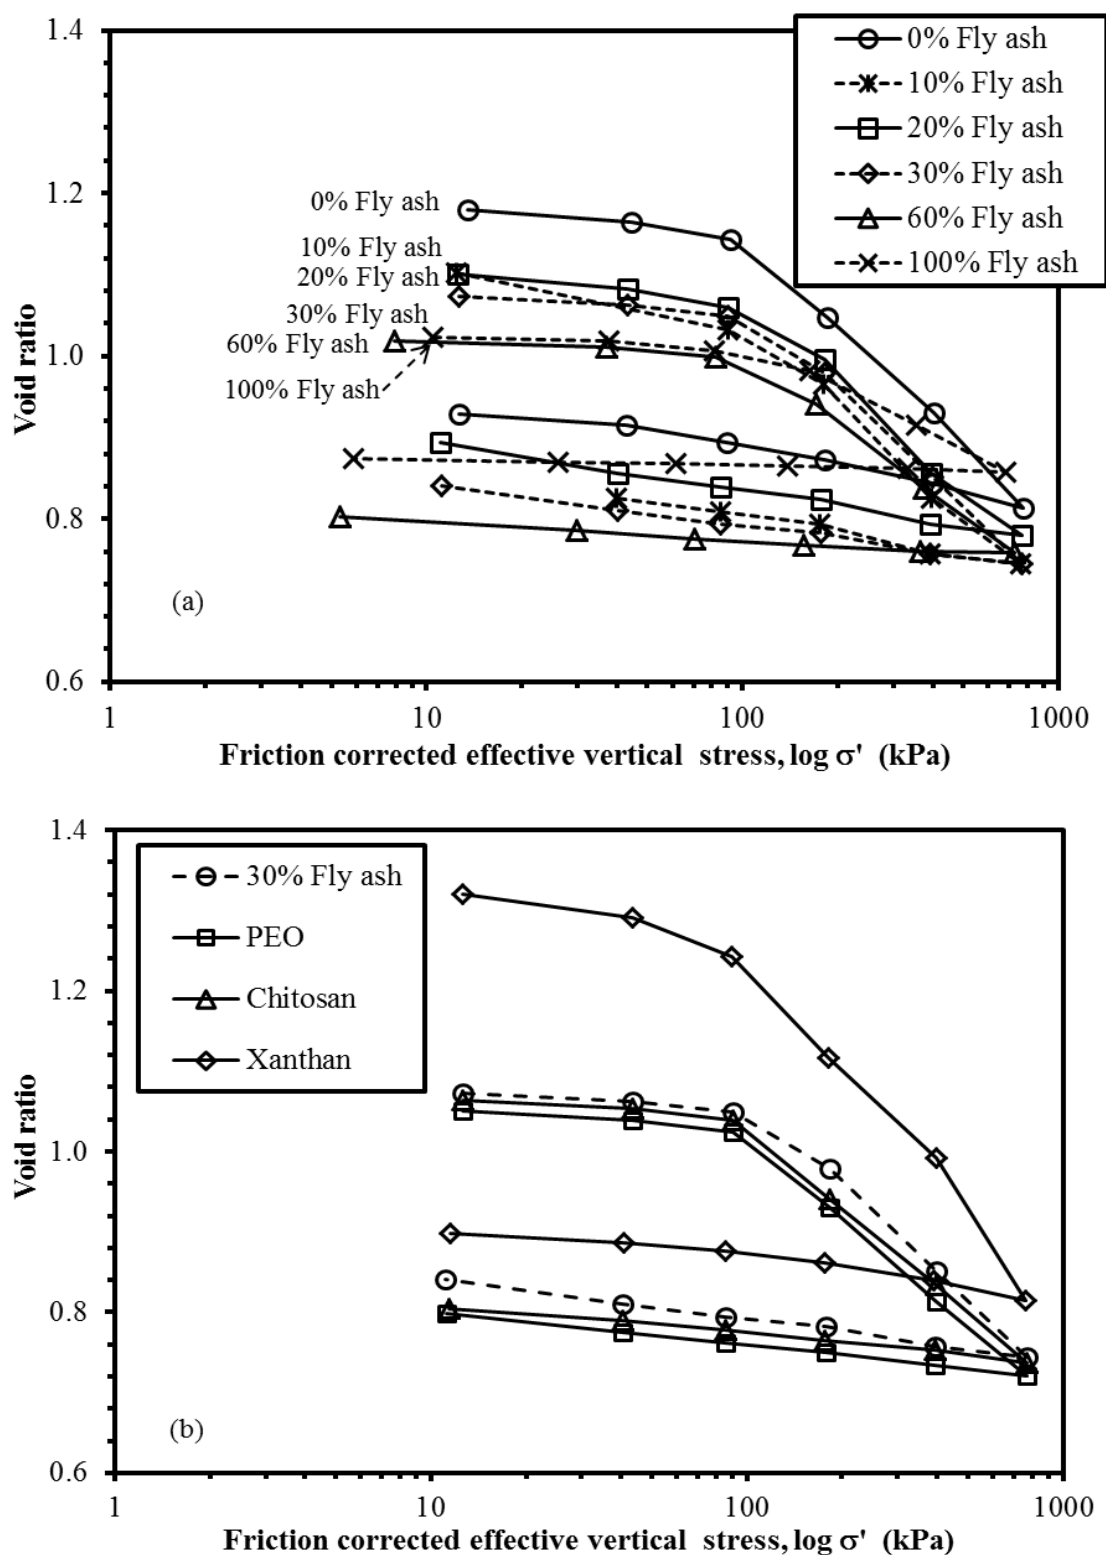 1.4
1.2
1.0
0.8
0.6
Void ratio
0% Fly ash
10% Fly ash
20% Fly ash
30% Fly ash
60% Fly ash
100% Fly ash
0% Fly ash
10% Fly ash
20% Fly ash
30% Fly ash
60% Fly ash
100% Fly ash
(a)
1 10 100 1000
Friction corrected effective vertical stress, log σ' (kPa)
1.4
1.2
1.0
0.8
0.6
Void ratio
30% Fly ash
PEO
Chitosan
Xanthan
(b)
1 10 100 1000
Friction corrected effective vertical stress, log σ' (kPa)